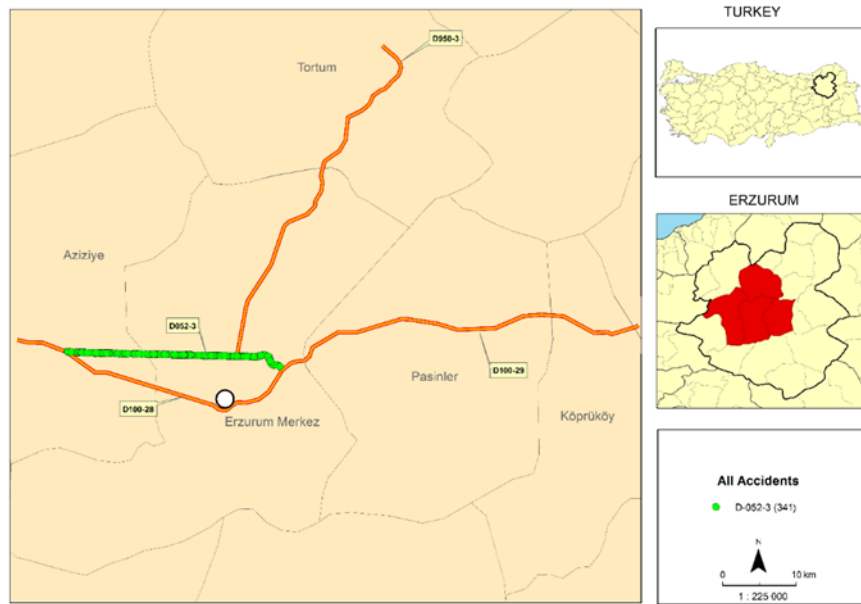 TURKEY
D950-3
Tortum
ERZURUM
Aziziye
D052-3
D100-29
Pasinler
D100-28
Erzurum Merkez
Köprüköy
All Accidents
D-052-3 (341)
N
0 10 km
1 : 225 000